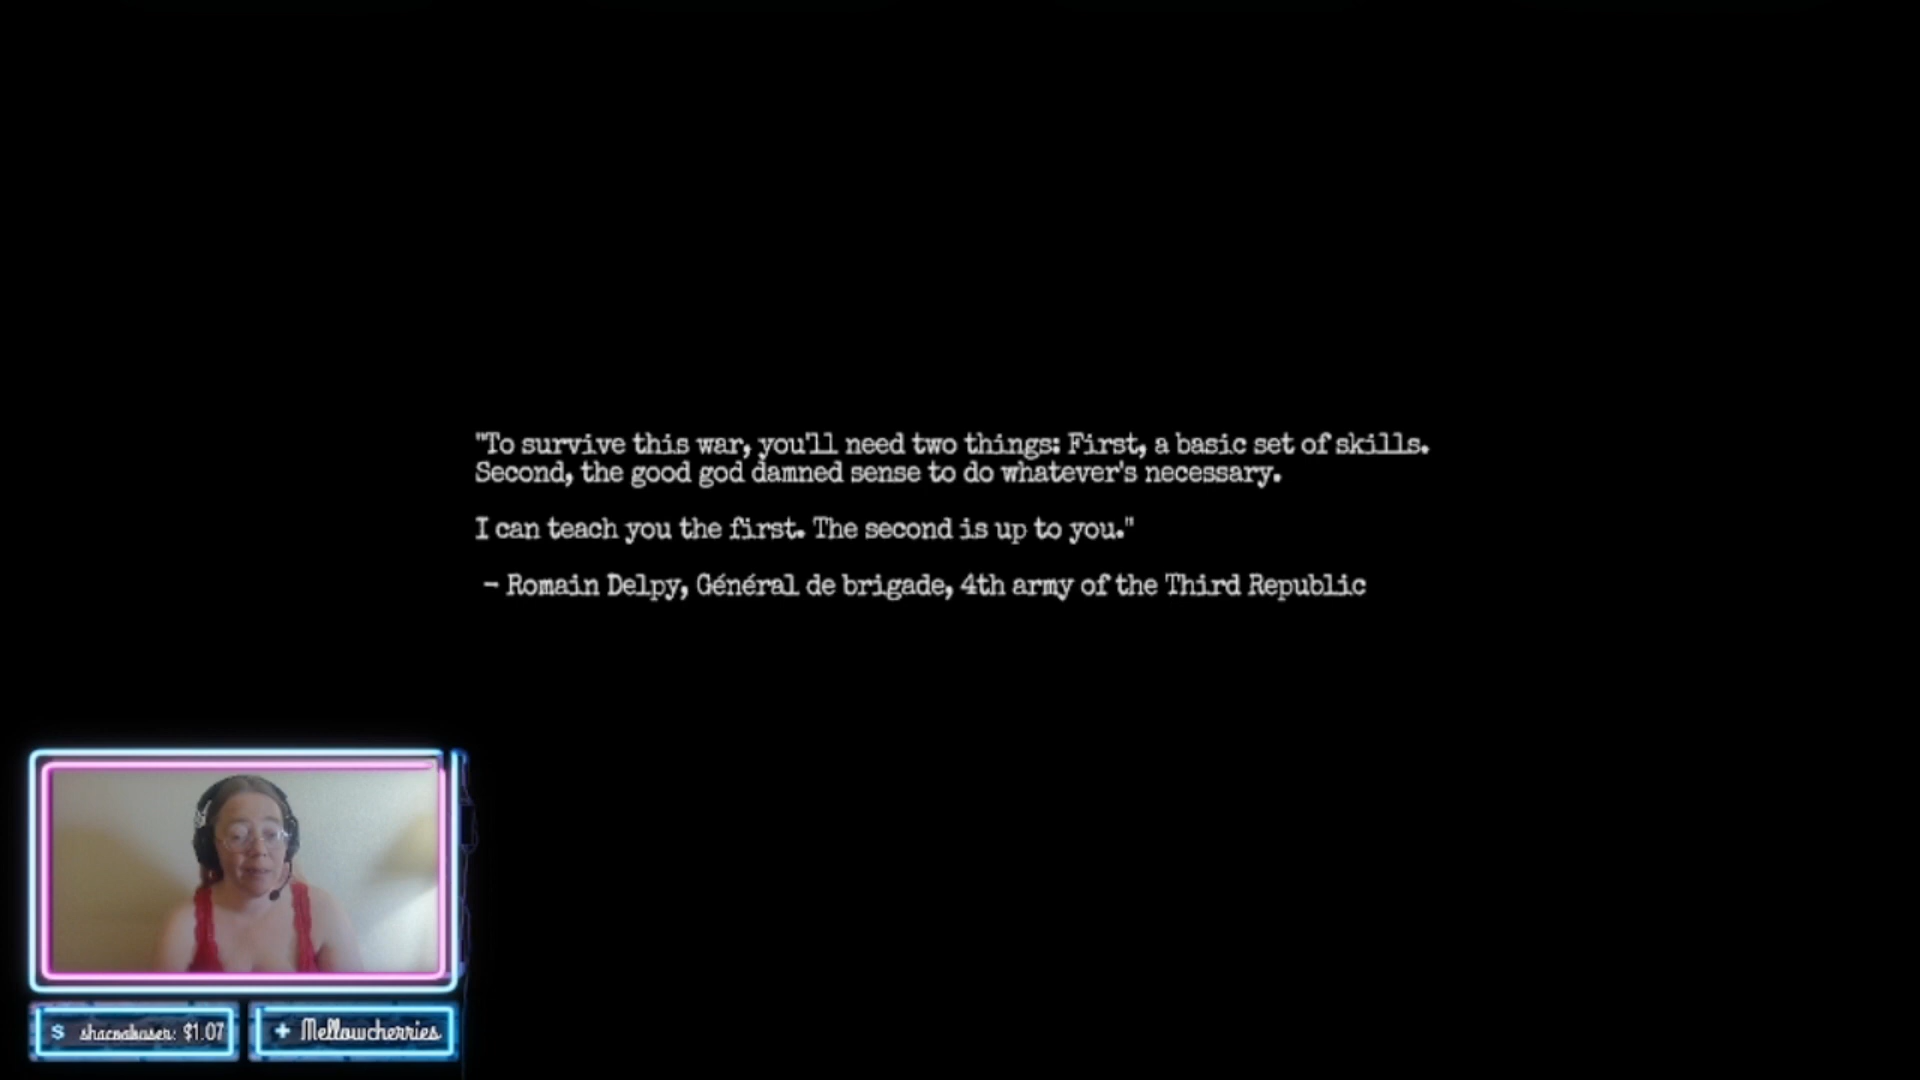 "To survive this war, you'll need two things: First, a basic set of skills.
Second, the good god damned sense to do whatever's necessary.
I can teach you the first. The second is up to you."
- Romain Delpy, Général de brigade, 4th army of the Third Republic
$ : $1.07
+ Mellowcherries